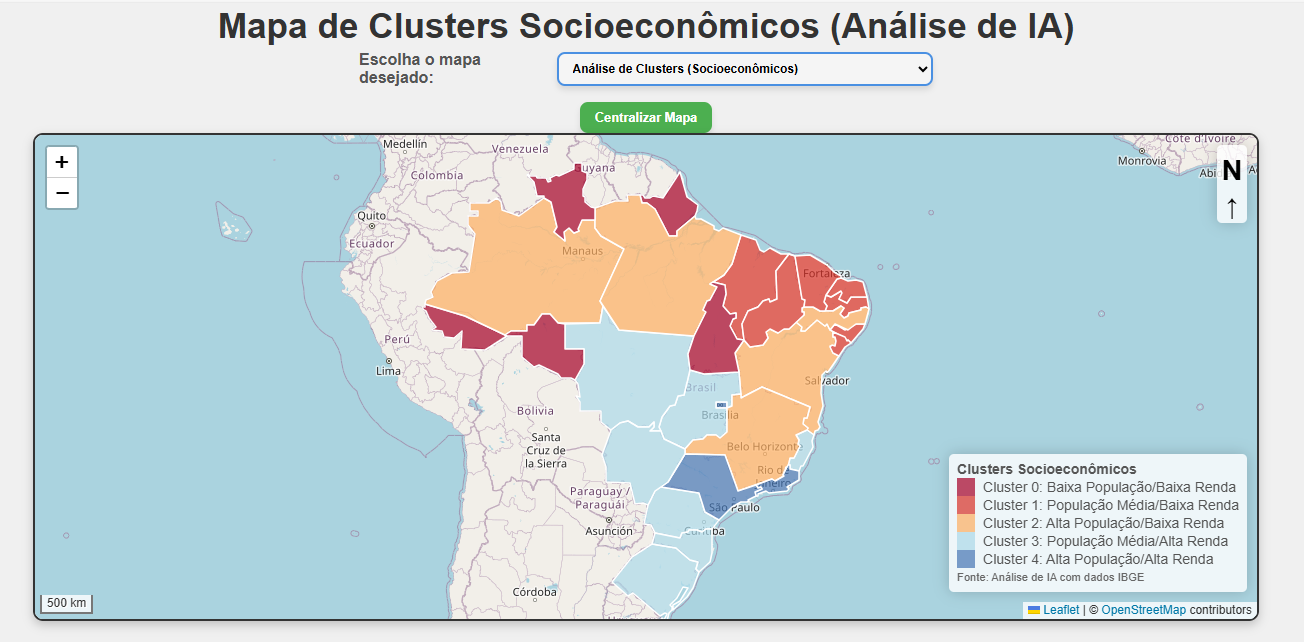 Mapa de Clusters Socioeconômicos (Análise de IA)
Escolha o mapa
desejado:
Análise de Clusters (Socioeconômicos)
Centralizar Mapa
+
−
Medellín
Venezuela
Guyana
Colombia
Quito
Ecuador
Manaus
Fortaleza
Perú
Lima
Brasil
Salvador
Bolivia
Brasília
Santa
Cruz de
la Sierra
Belo Horizonte
Rio de
Janeiro
Paraguay /
Paraguái
São Paulo
Asunción
Curitiba
Córdoba
Côte d'Ivoire
Monrovia
N
↑
Clusters Socioeconômicos
Cluster 0: Baixa População/Baixa Renda
Cluster 1: População Média/Baixa Renda
Cluster 2: Alta População/Baixa Renda
Cluster 3: População Média/Alta Renda
Cluster 4: Alta População/Alta Renda
Fonte: Análise de IA com dados IBGE
500 km
Leaflet | © OpenStreetMap contributors